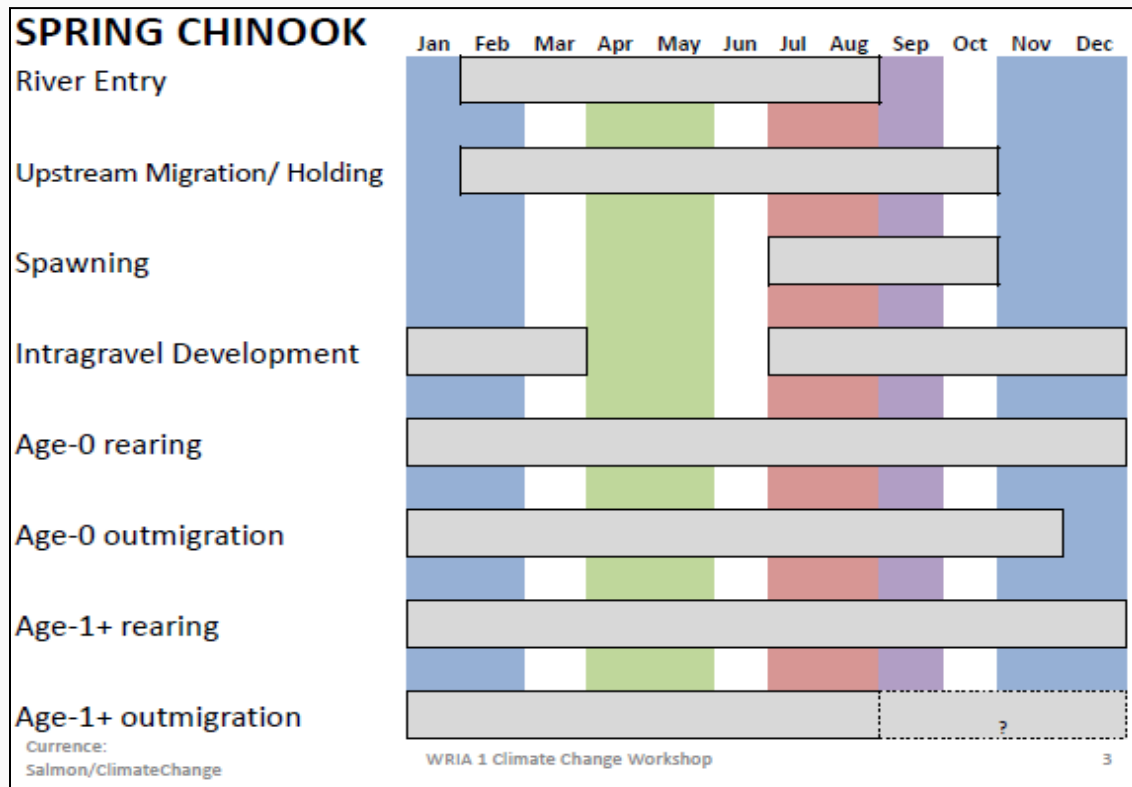 SPRING CHINOOK
Jan Feb Mar Apr May Jun Jul Aug Sep Oct Nov Dec
River Entry
Upstream Migration/ Holding
Spawning
Intragravel Development
Age-0 rearing
Age-0 outmigration
Age-1+ rearing
Age-1+ outmigration
?
Currence:
Salmon/ClimateChange
WRIA 1 Climate Change Workshop
3